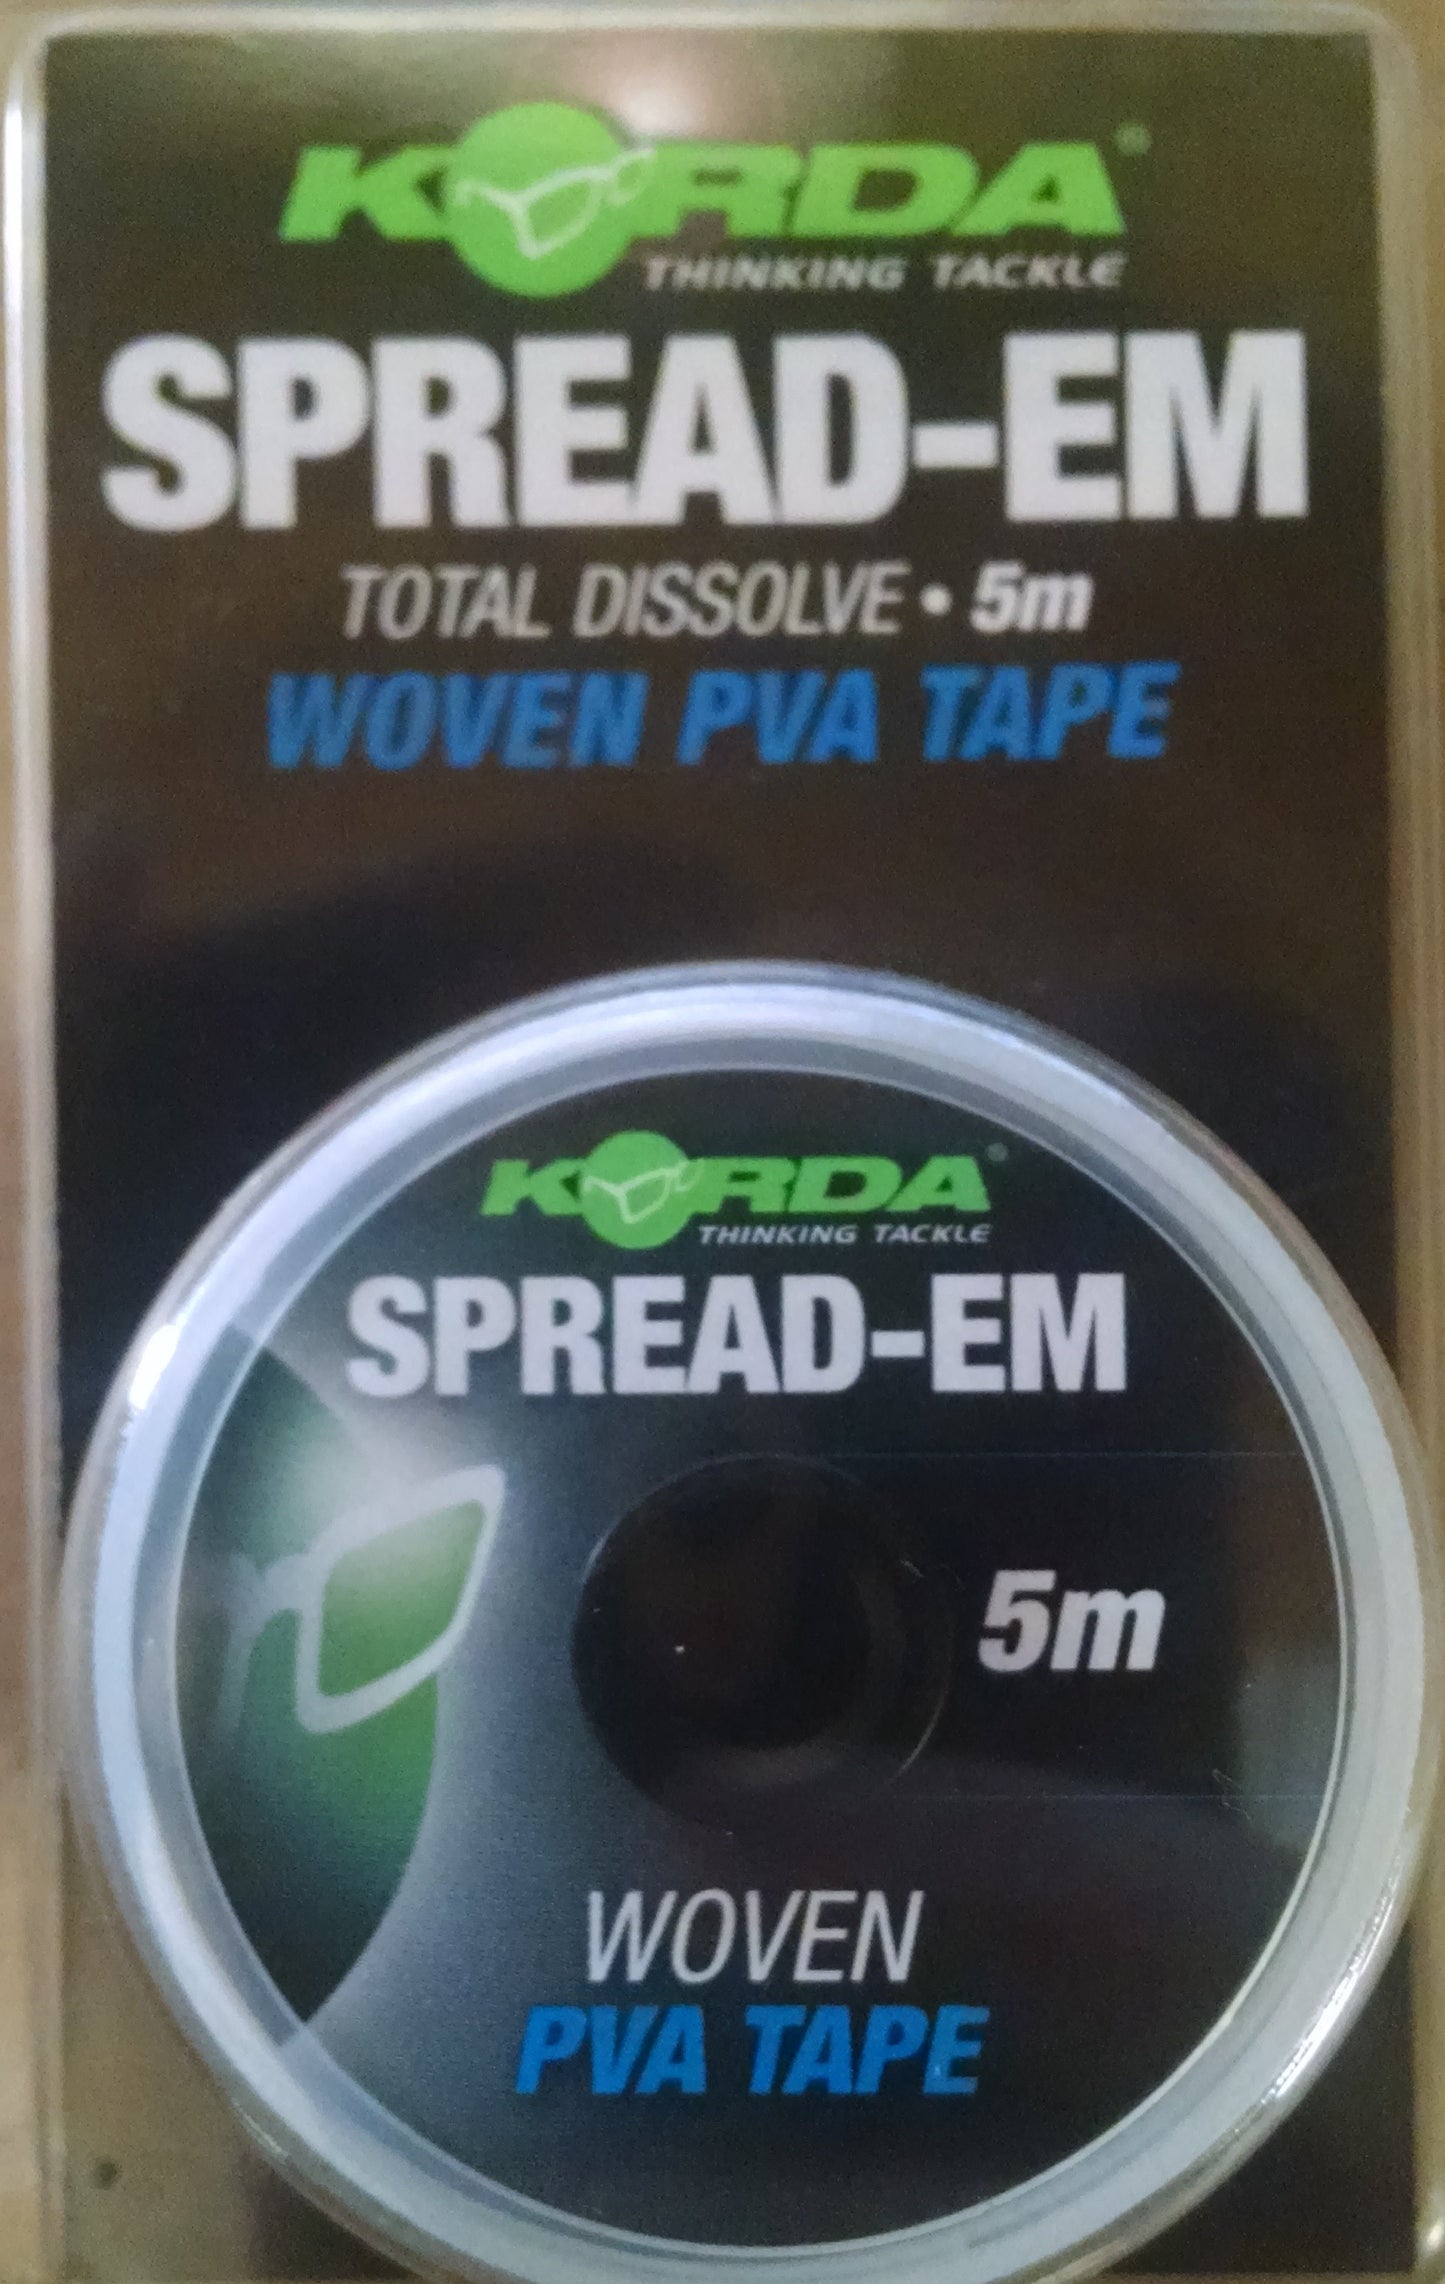 KORDA®
THINKING TACKLE
SPREAD-EM
TOTAL DISSOLVE • 5m
WOVEN PVA TAPE
KORDA®
THINKING TACKLE
SPREAD-EM
5m
WOVEN
PVA TAPE